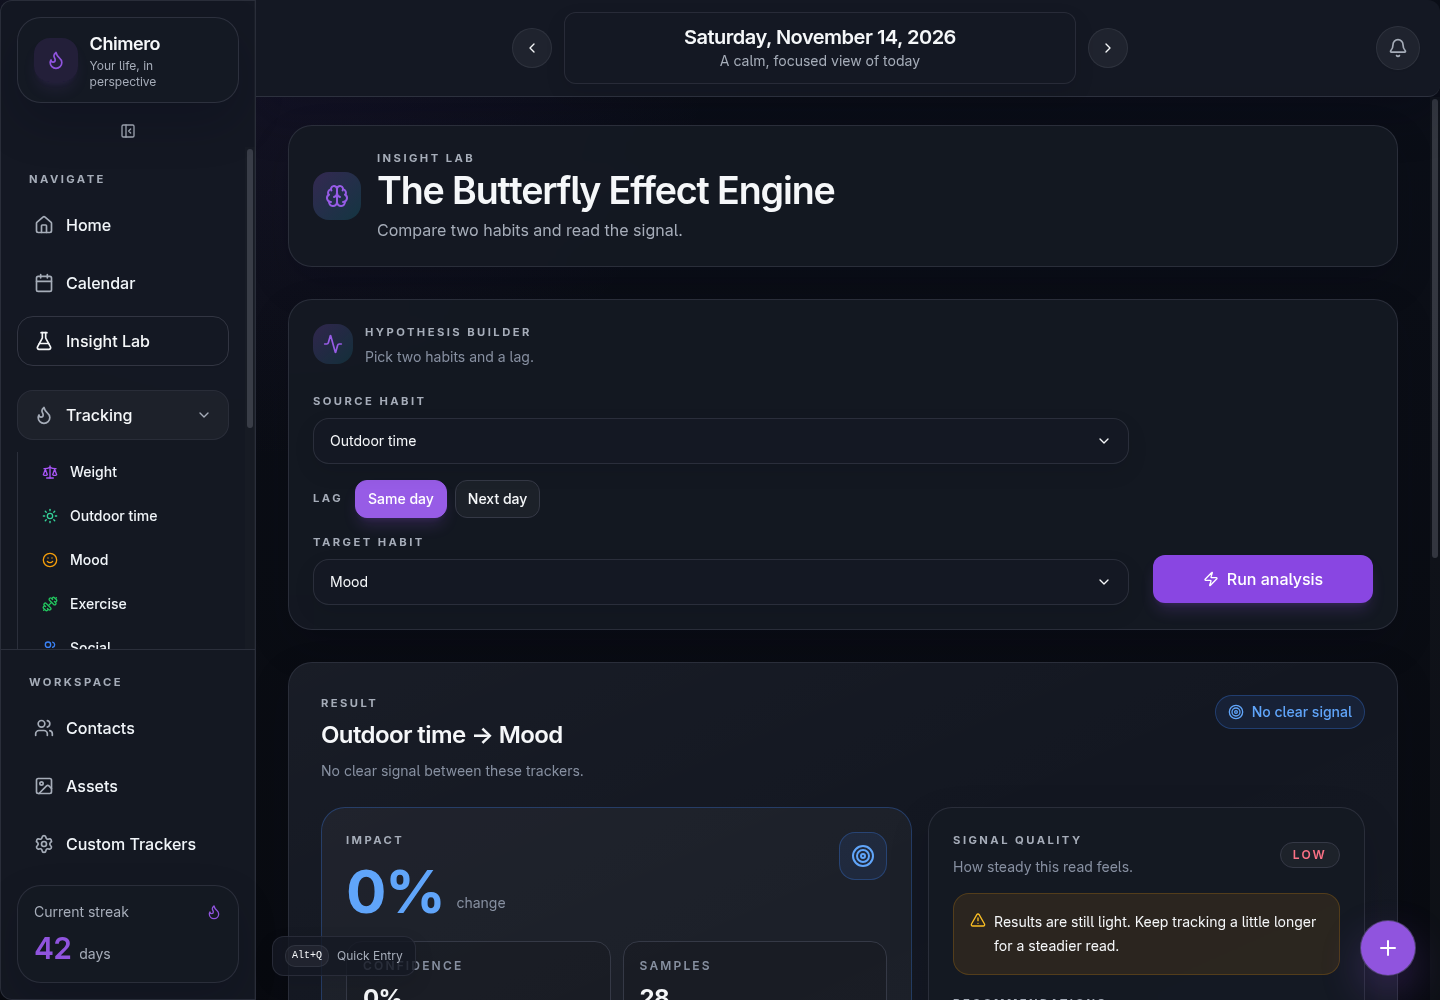 Chimero
Your life, in
perspective
NAVIGATE
Home
Calendar
Insight Lab
Tracking
Weight
Outdoor time
Mood
Exercise
Social
WORKSPACE
Contacts
Assets
Custom Trackers
Current streak
42 days
Saturday, November 14, 2026
A calm, focused view of today
INSIGHT LAB
The Butterfly Effect Engine
Compare two habits and read the signal.
HYPOTHESIS BUILDER
Pick two habits and a lag.
SOURCE HABIT
Outdoor time
LAG Same day Next day
TARGET HABIT
Mood
Run analysis
RESULT
Outdoor time → Mood
No clear signal between these trackers.
No clear signal
IMPACT
0% change
CONFIDENCE
0%
SAMPLES
28
SIGNAL QUALITY
How steady this read feels.
LOW
Results are still light. Keep tracking a little longer
for a steadier read.
RECOMMENDATIONS
Alt+Q Quick Entry